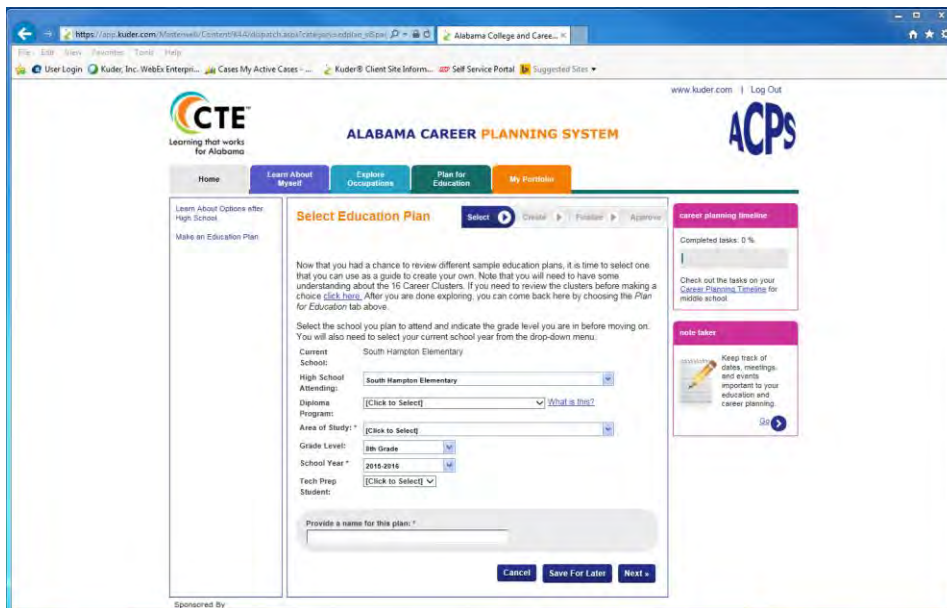 https://app.kuder.com/
Alabama College and Caree...
File Edit View Favorites Tools Help
User Login Kuder, Inc. WebEx Enterpri... Cases My Active Cases - ... Kuder® Client Site Inform... Self Service Portal Suggested Sites
www.kuder.com | Log Out
CTE™
Learning that works
for Alabama
ALABAMA CAREER PLANNING SYSTEM
ACPs
Home
Learn About
Myself
Explore
Occupations
Plan for
Education
My Portfolio
Learn About Options after
High School
Make an Education Plan
Select Education Plan
Select Create Finalize Approve
Now that you had a chance to review different sample education plans, it is time to select one
that you can use as a guide to create your own. Note that you will need to have some
understanding about the 16 Career Clusters. If you need to review the clusters before making a
choice click here. After you are done exploring, you can come back here by choosing the Plan
for Education tab above.
Select the school you plan to attend and indicate the grade level you are in before moving on.
You will also need to select your current school year from the drop-down menu.
Current
School:
South Hampton Elementary
High School
Attending:
South Hampton Elementary
Diploma
Program:
[Click to Select]
What is this?
Area of Study: *
[Click to Select]
Grade Level:
8th Grade
School Year *
2015-2016
Tech Prep
Student:
[Click to Select]
Provide a name for this plan: *
Cancel
Save For Later
Next »
career planning timeline
Completed tasks: 0 %
Check out the tasks on your
Career Planning Timeline for
middle school.
note taker
Keep track of
dates, meetings,
and events
important to your
education and
career planning.
Go
Sponsored By